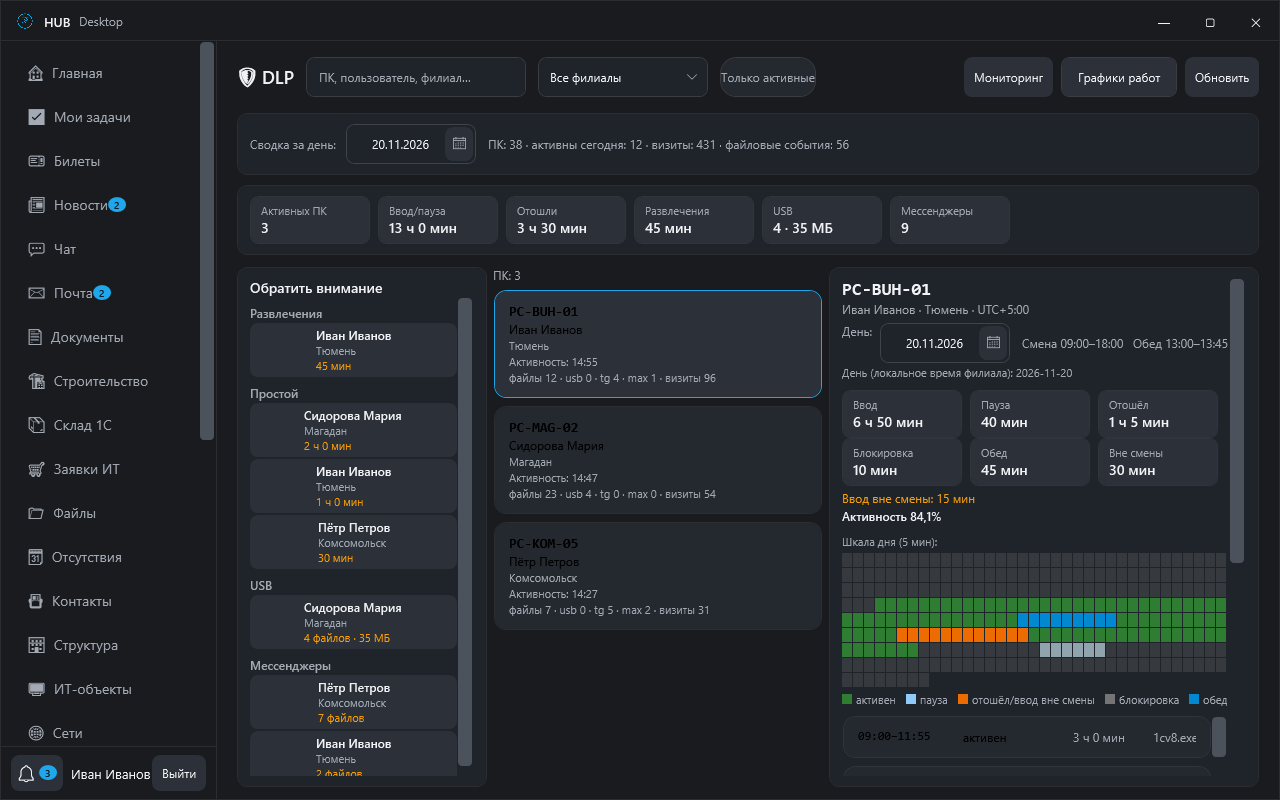 HUB Desktop
Главная
Мои задачи
Билеты
Новости 2
Чат
Почта 2
Документы
Строительство
Склад 1С
Заявки ИТ
Файлы
Отсутствия
Контакты
Структура
ИТ-объекты
Сети
3 Иван Иванов Выйти
DLP
ПК, пользователь, филиал...
Все филиалы
Только активные
Мониторинг
Графики работ
Обновить
Сводка за день: 20.11.2026 ПК: 38 · активны сегодня: 12 · визиты: 431 · файловые события: 56
Активных ПК
3
Ввод/пауза
13 ч 0 мин
Отошли
3 ч 30 мин
Развлечения
45 мин
USB
4 · 35 МБ
Мессенджеры
9
Обратить внимание
Развлечения
Иван Иванов
Тюмень
45 мин
Простой
Сидорова Мария
Магадан
2 ч 0 мин
Иван Иванов
Тюмень
1 ч 0 мин
Пётр Петров
Комсомольск
30 мин
USB
Сидорова Мария
Магадан
4 файлов · 35 МБ
Мессенджеры
Пётр Петров
Комсомольск
7 файлов
Иван Иванов
Тюмень
2 файлов
ПК: 3
PC-BUH-01
Иван Иванов
Тюмень
Активность: 14:55
файлы 12 · usb 0 · tg 4 · max 1 · визиты 96
PC-MAG-02
Сидорова Мария
Магадан
Активность: 14:47
файлы 23 · usb 4 · tg 0 · max 0 · визиты 54
PC-KOM-05
Пётр Петров
Комсомольск
Активность: 14:27
файлы 7 · usb 0 · tg 5 · max 2 · визиты 31
PC-BUH-01
Иван Иванов · Тюмень · UTC+5:00
День: 20.11.2026 Смена 09:00–18:00 Обед 13:00–13:45
День (локальное время филиала): 2026-11-20
Ввод
6 ч 50 мин
Пауза
40 мин
Отошёл
1 ч 5 мин
Блокировка
10 мин
Обед
45 мин
Вне смены
30 мин
Ввод вне смены: 15 мин
Активность 84,1%
Шкала дня (5 мин):
активен пауза отошёл/ввод вне смены блокировка обед
09:00–11:55 активен 3 ч 0 мин 1cv8.exe